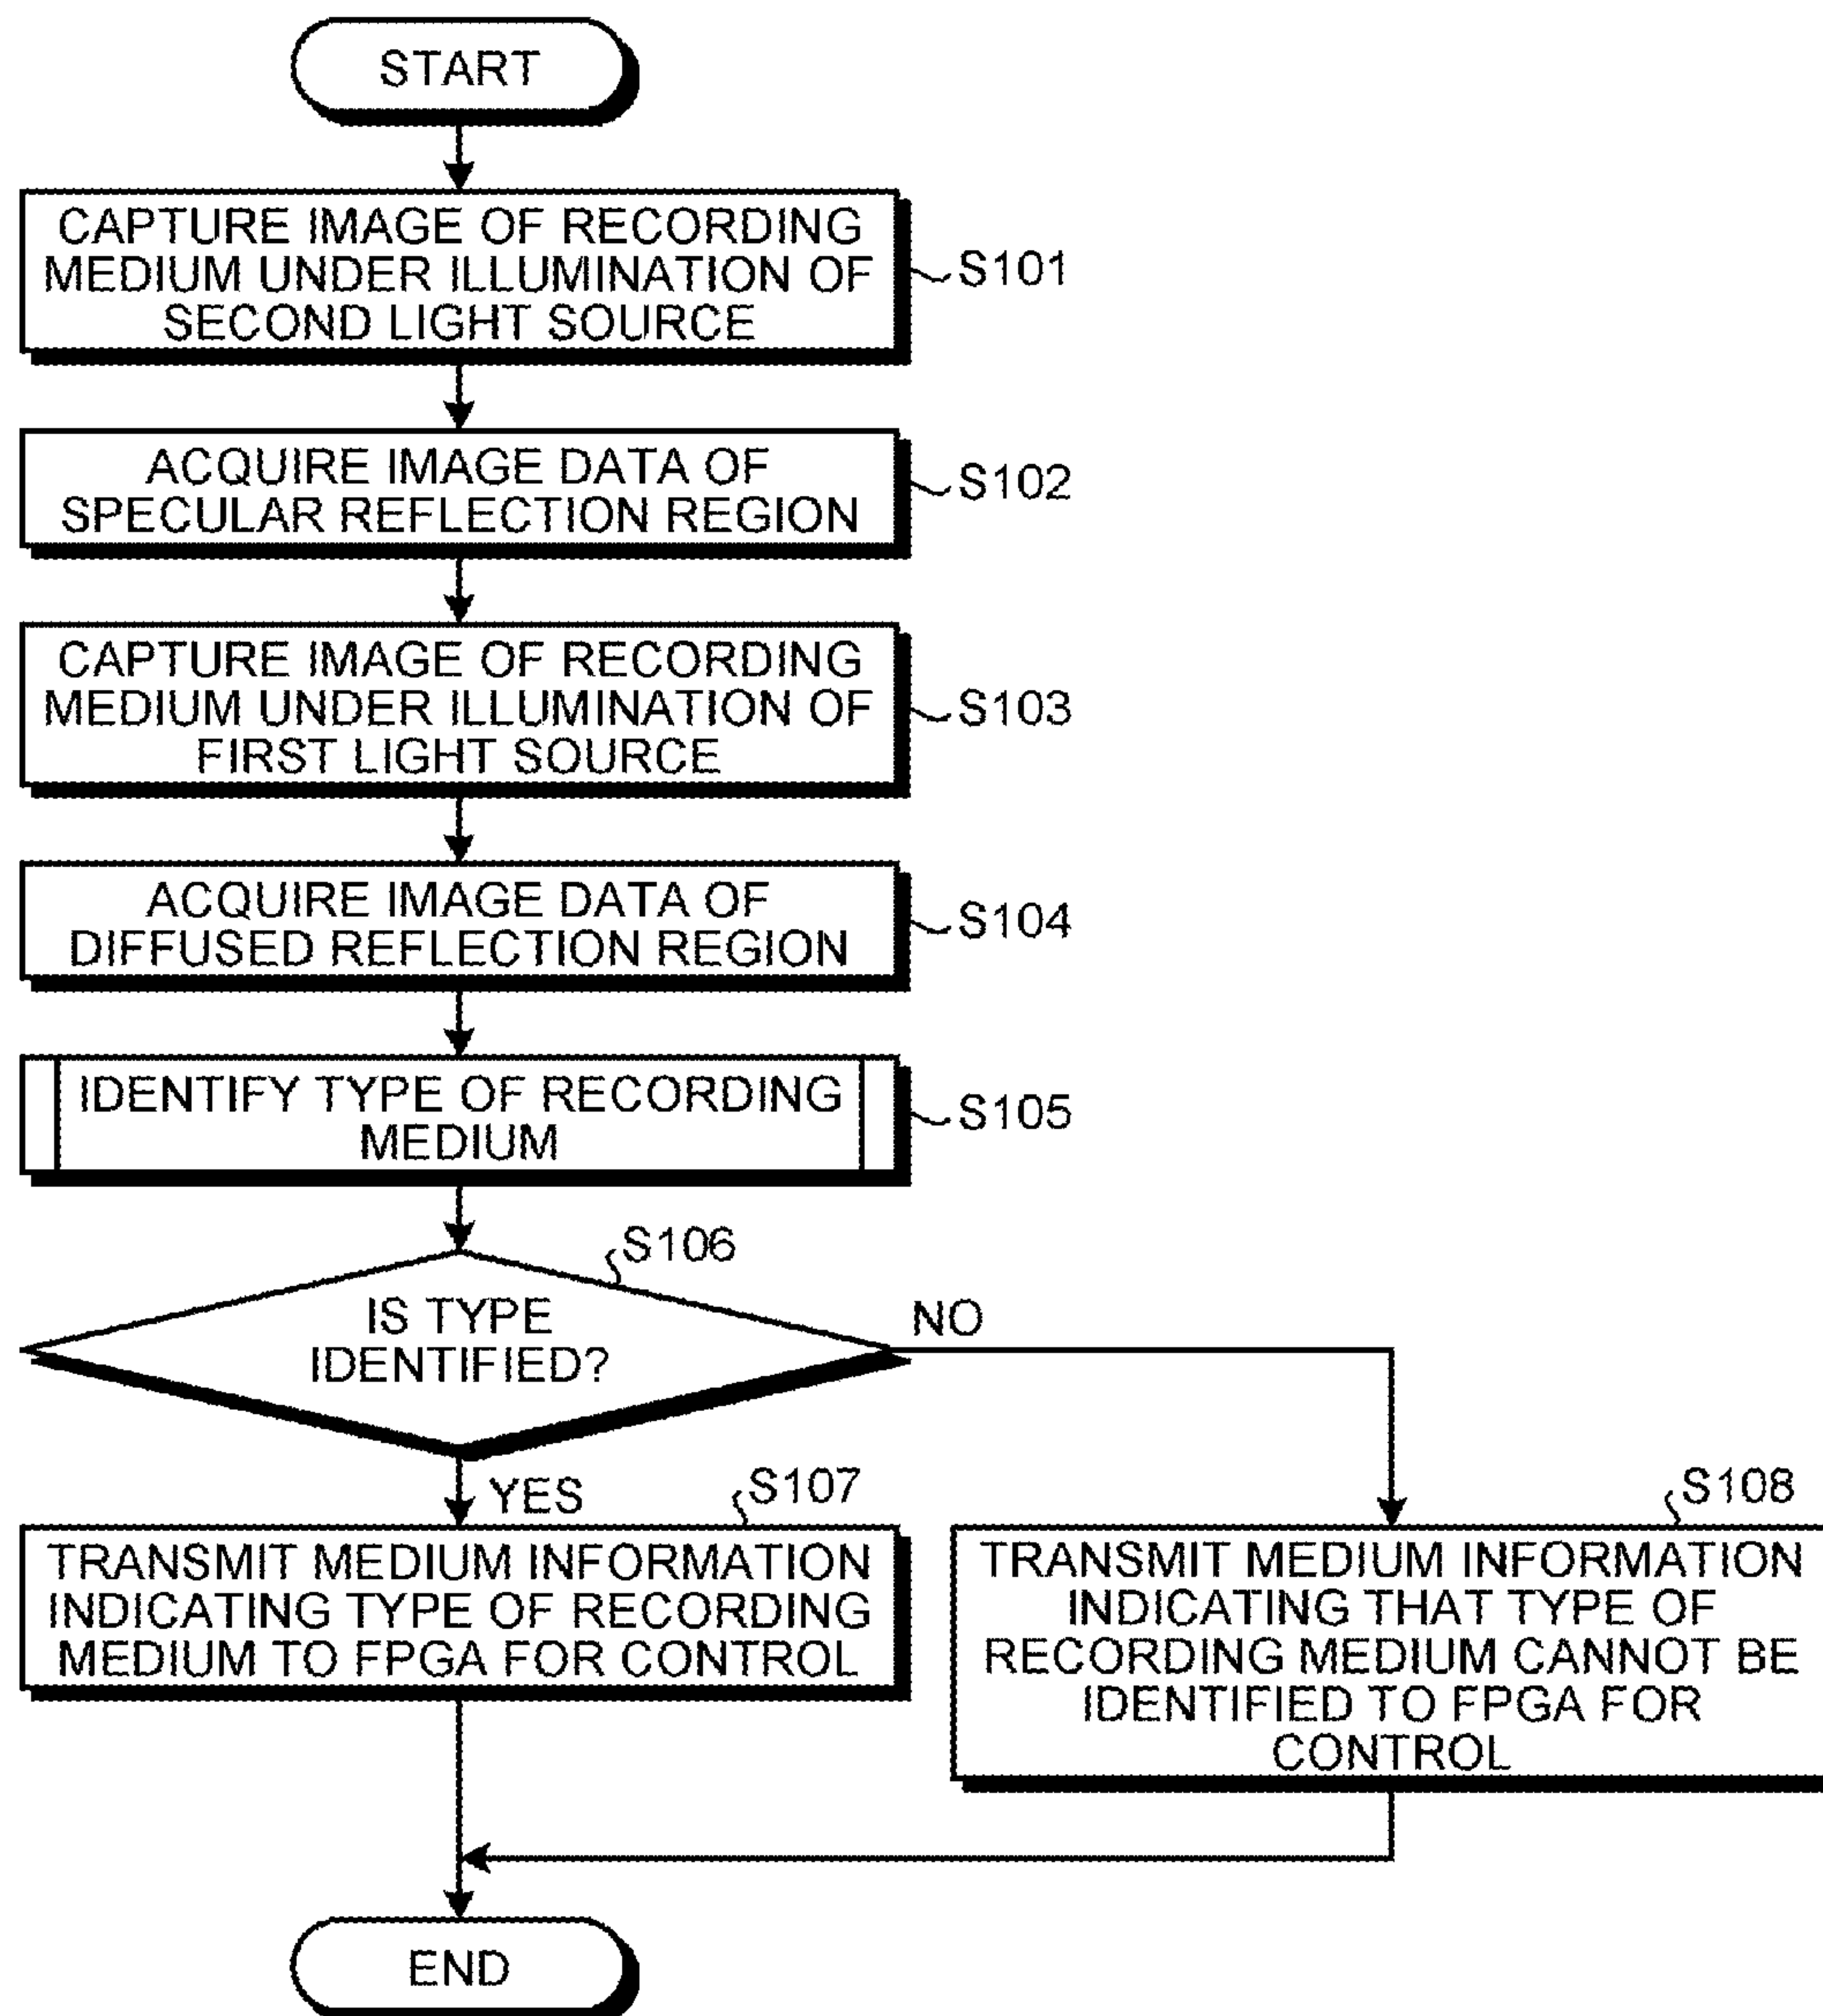 START
CAPTURE IMAGE OF RECORDING
MEDIUM UNDER ILLUMINATION OF
SECOND LIGHT SOURCE
S101
ACQUIRE IMAGE DATA OF
SPECULAR REFLECTION REGION
S102
CAPTURE IMAGE OF RECORDING
MEDIUM UNDER ILLUMINATION OF
FIRST LIGHT SOURCE
S103
ACQUIRE IMAGE DATA OF
DIFFUSED REFLECTION REGION
S104
IDENTIFY TYPE OF RECORDING
MEDIUM
S105
S106
IS TYPE
IDENTIFIED?
NO
YES
S107
TRANSMIT MEDIUM INFORMATION
INDICATING TYPE OF RECORDING
MEDIUM TO FPGA FOR CONTROL
S108
TRANSMIT MEDIUM INFORMATION
INDICATING THAT TYPE OF
RECORDING MEDIUM CANNOT BE
IDENTIFIED TO FPGA FOR
CONTROL
END